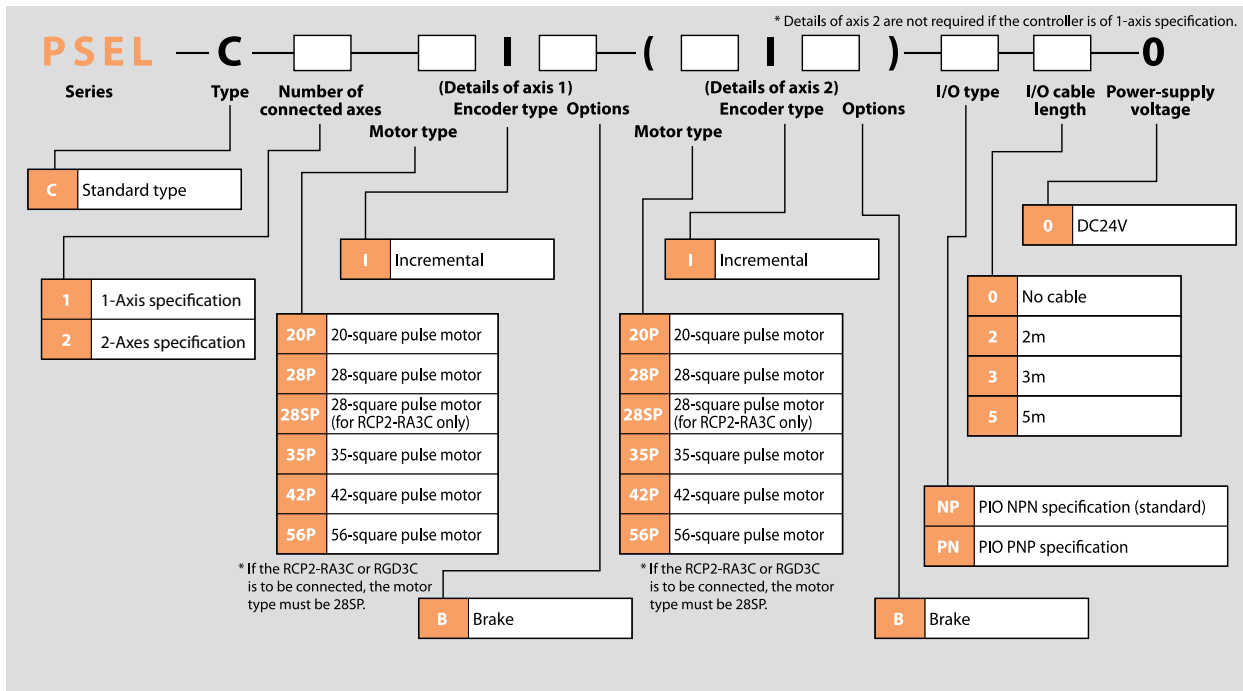 * Details of axis 2 are not required if the controller is of 1-axis specification.
PSEL — C — — I — ( I ) — — — 0
Series
Type
Number of
connected axes
(Details of axis 1)
Motor type
Encoder type
Options
(Details of axis 2)
Motor type
Encoder type
Options
I/O type
I/O cable
length
Power-supply
voltage
C Standard type
1 1-Axis specification
2 2-Axes specification
I Incremental
20P 20-square pulse motor
28P 28-square pulse motor
28SP 28-square pulse motor
(for RCP2-RA3C only)
35P 35-square pulse motor
42P 42-square pulse motor
56P 56-square pulse motor
* If the RCP2-RA3C or RGD3C
is to be connected, the motor
type must be 28SP.
B Brake
I Incremental
20P 20-square pulse motor
28P 28-square pulse motor
28SP 28-square pulse motor
(for RCP2-RA3C only)
35P 35-square pulse motor
42P 42-square pulse motor
56P 56-square pulse motor
* If the RCP2-RA3C or RGD3C
is to be connected, the motor
type must be 28SP.
B Brake
0 DC24V
0 No cable
2 2m
3 3m
5 5m
NP PIO NPN specification (standard)
PN PIO PNP specification